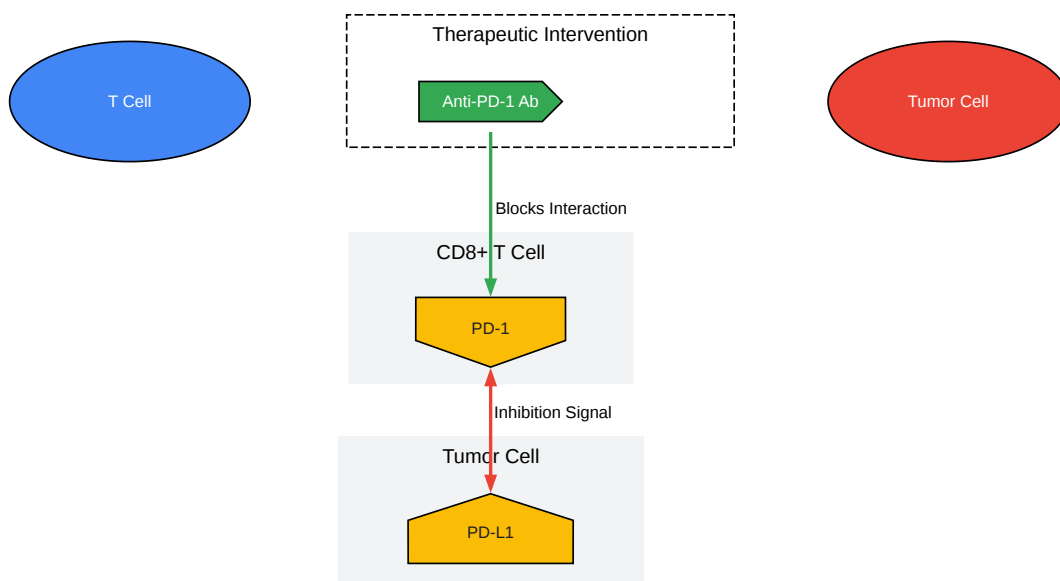 Therapeutic Intervention
T Cell
Anti-PD-1 Ab
Tumor Cell
Blocks Interaction
CD8+ T Cell
PD-1
Inhibition Signal
Tumor Cell
PD-L1